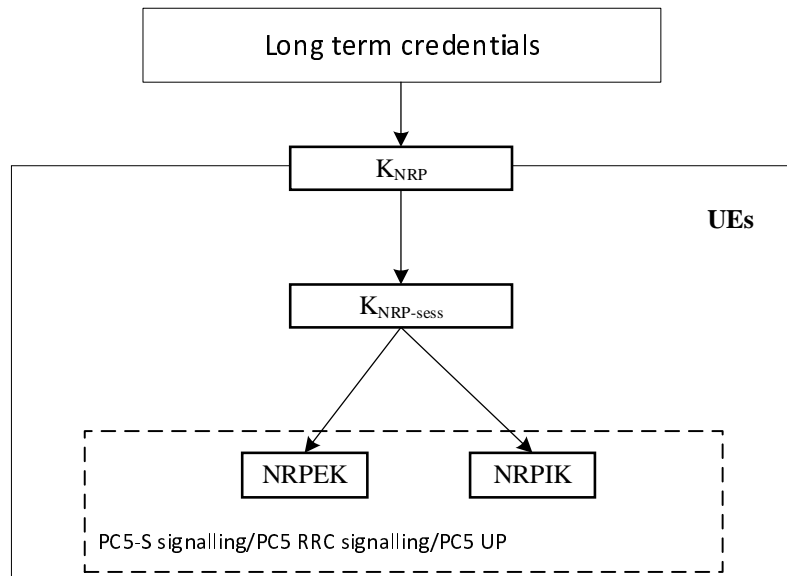 Long term credentials
K_NRP
UEs
K_NRP-sess
NRPEK NRPIK
PC5-S signalling/PC5 RRC signalling/PC5 UP